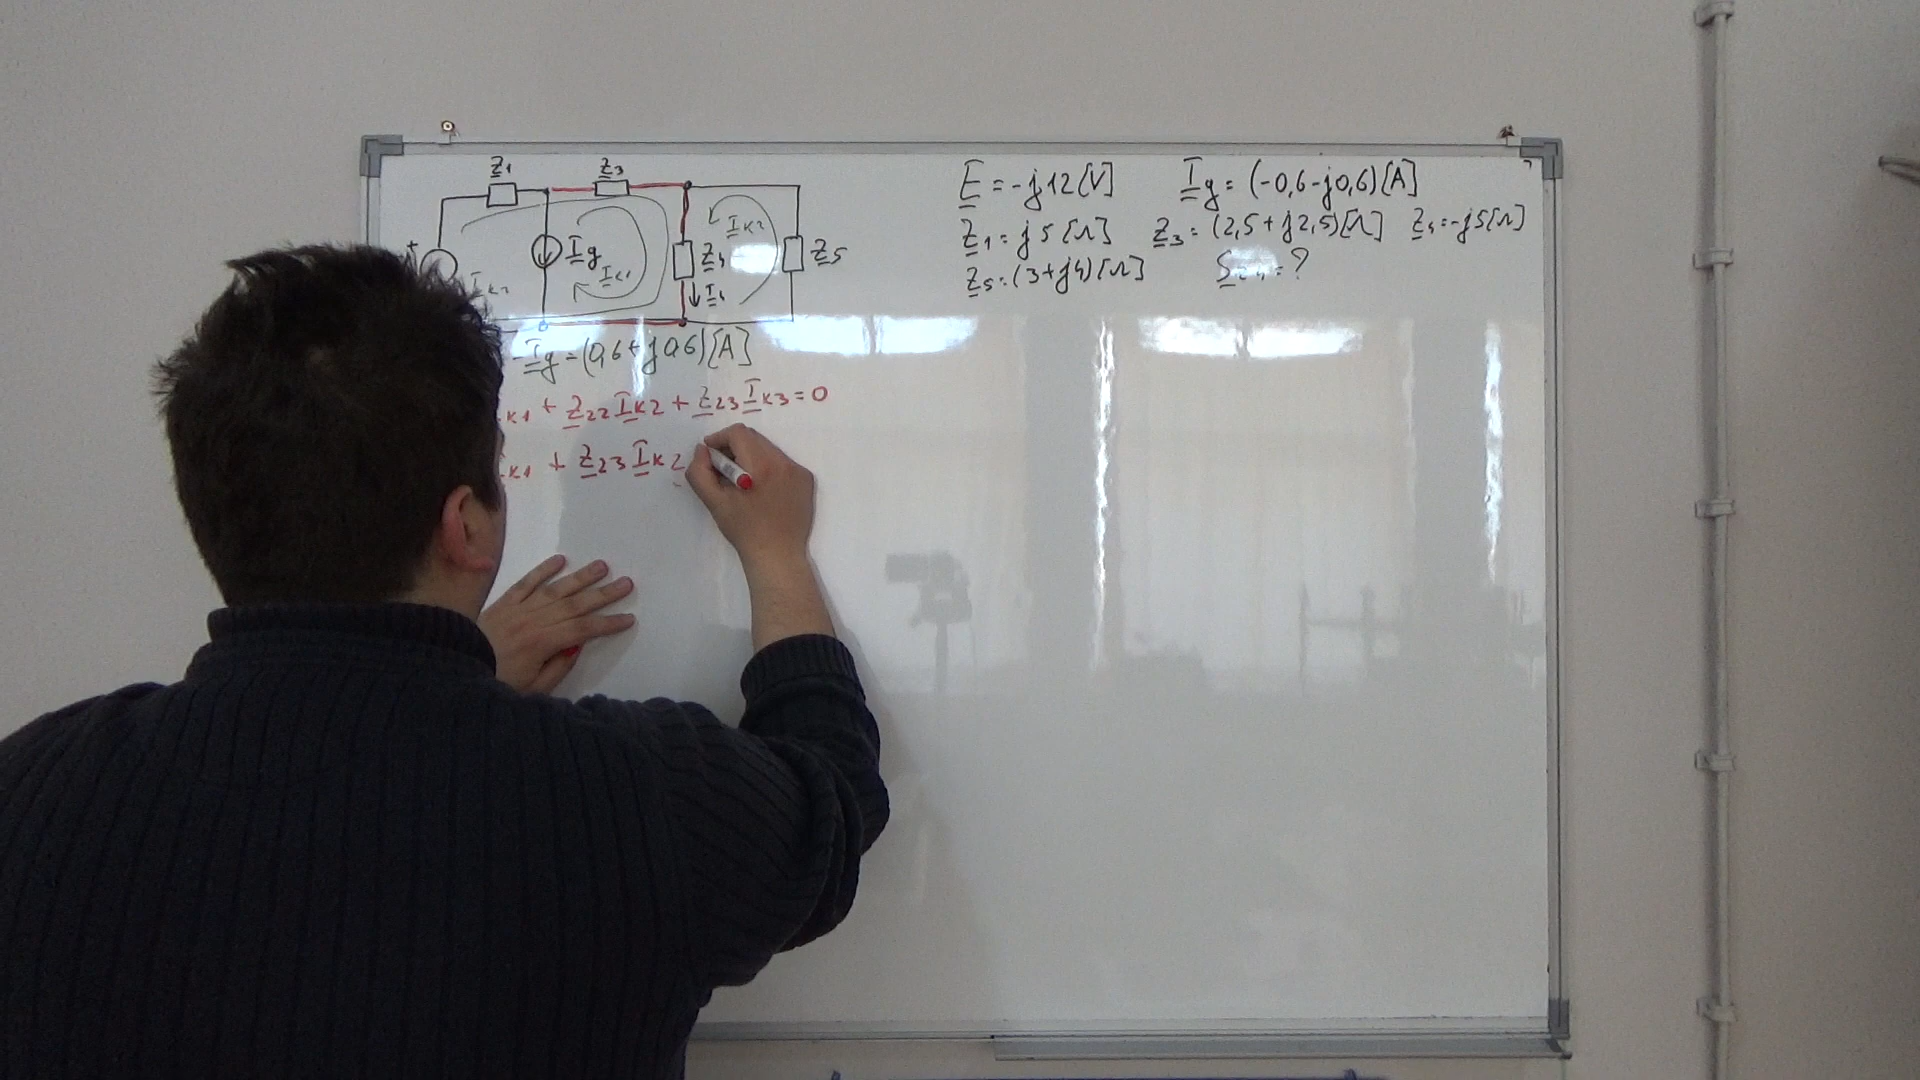 Z1
Z3
+
Ig
Ik1
Ik2
Z4
I4
Z5
E = -j12 [V]
Ig = (-0,6-j0,6) [A]
Z1 = j5 [Ω]
Z3 = (2,5+j2,5) [Ω]
Z4 = -j5 [Ω]
Z5 = (3+j4) [Ω]
= ?
-Ig = (0,6+j0,6) [A]
k1 + Z22 Ik2 + Z23 Ik3 = 0
k1 + Z23 Ik2